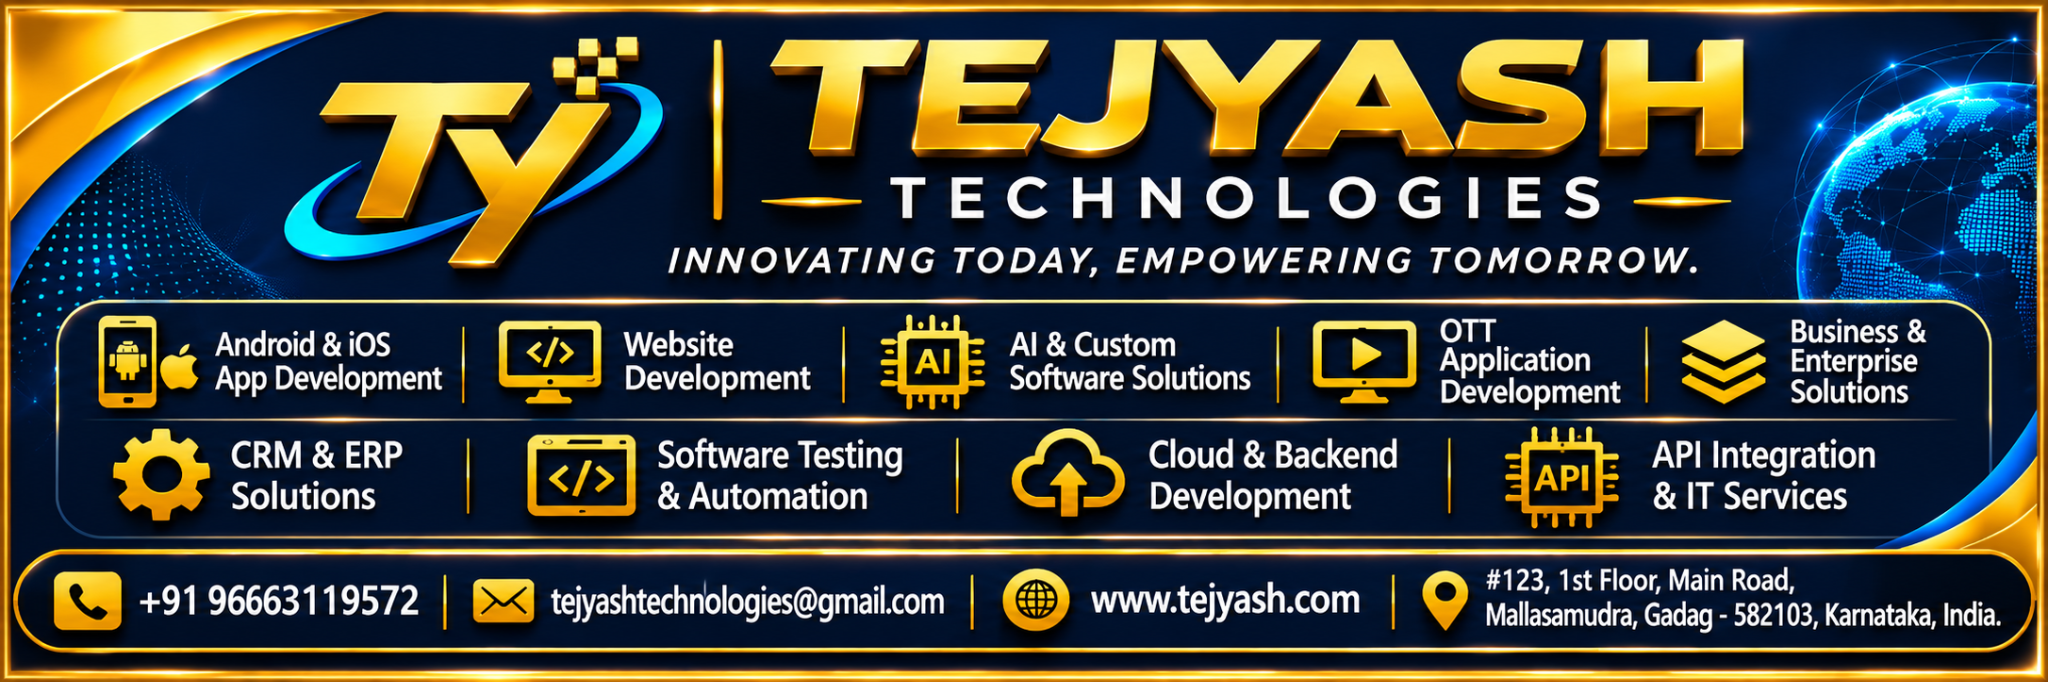 TY
TEJYASH
TECHNOLOGIES
INNOVATING TODAY, EMPOWERING TOMORROW.
Android & iOS
App Development
</>
Website
Development
AI
AI & Custom
Software Solutions
OTT
Application
Development
Business &
Enterprise
Solutions
CRM & ERP
Solutions
</>
Software Testing
& Automation
Cloud & Backend
Development
API
API Integration
& IT Services
+91 96663119572
tejyashtechnologies@gmail.com
www.tejyash.com
#123, 1st Floor, Main Road,
Mallasamudra, Gadag - 582103, Karnataka, India.